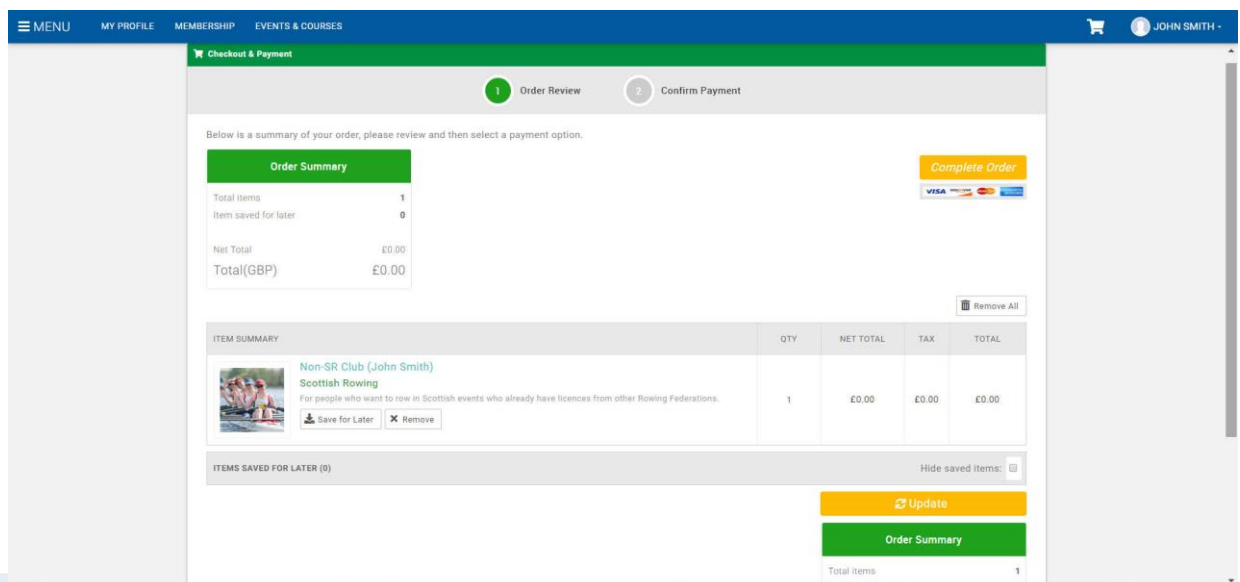 MENU MY PROFILE MEMBERSHIP EVENTS & COURSES JOHN SMITH
Checkout & Payment
1 Order Review 2 Confirm Payment
Below is a summary of your order, please review and then select a payment option.
Order Summary
Complete Order
VISA
Total items 1
Item saved for later 0
Net Total £0.00
Total(GBP) £0.00
Remove All
ITEM SUMMARY QTY NET TOTAL TAX TOTAL
Non-SR Club (John Smith)
Scottish Rowing
For people who want to row in Scottish events who already have licences from other Rowing Federations.
1 £0.00 £0.00 £0.00
Save for Later Remove
ITEMS SAVED FOR LATER (0) Hide saved items:
Update
Order Summary
Total items 1